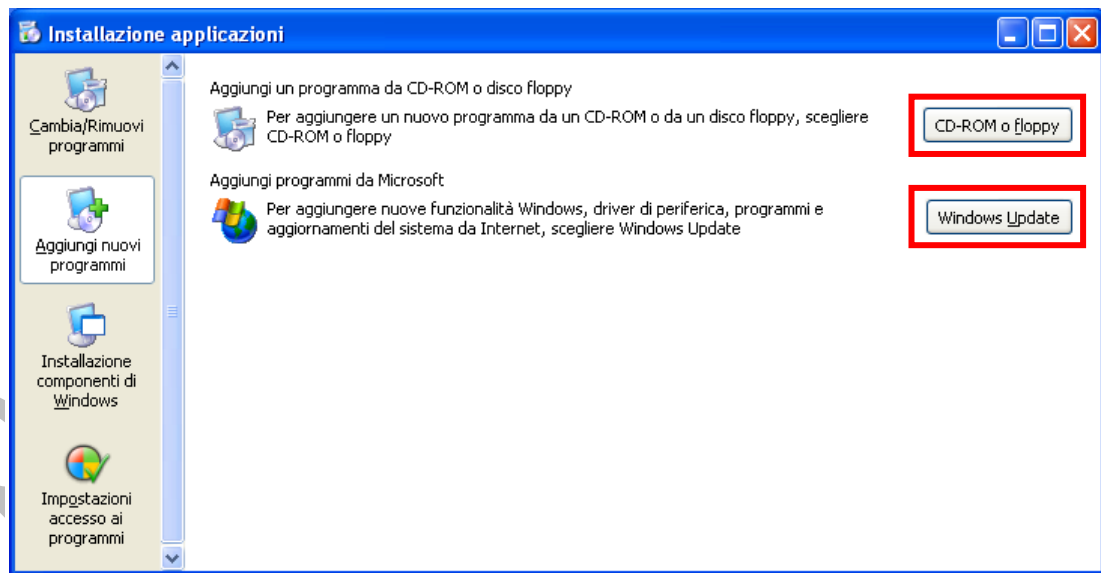 Installazione applicazioni
Cambia/Rimuovi
programmi
Aggiungi nuovi
programmi
Installazione
componenti di
Windows
Impostazioni
accesso ai
programmi
Aggiungi un programma da CD-ROM o disco floppy
Per aggiungere un nuovo programma da un CD-ROM o da un disco floppy, scegliere
CD-ROM o floppy
CD-ROM o floppy
Aggiungi programmi da Microsoft
Per aggiungere nuove funzionalità Windows, driver di periferica, programmi e
aggiornamenti del sistema da Internet, scegliere Windows Update
Windows Update